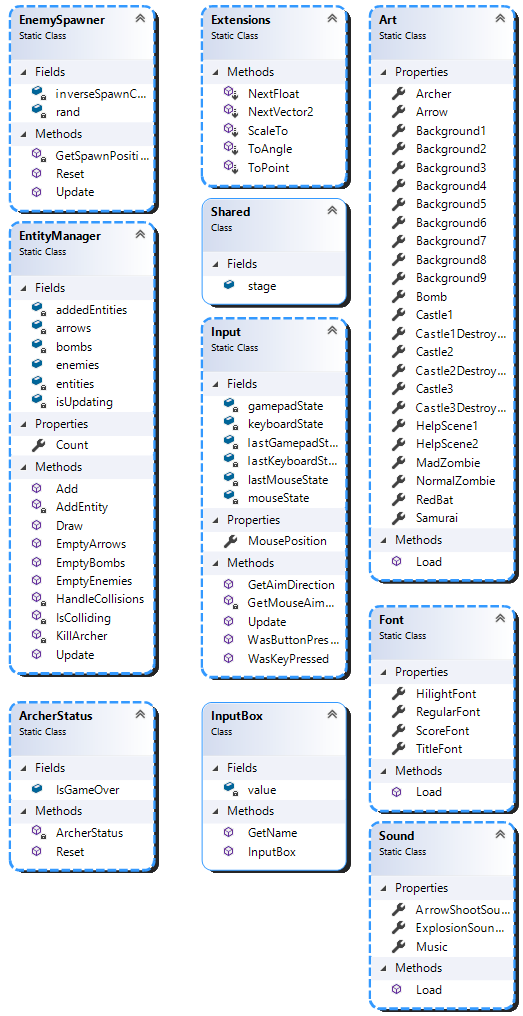 EnemySpawner
Static Class
Fields
inverseSpawnC...
rand
Methods
GetSpawnPositi...
Reset
Update
EntityManager
Static Class
Fields
addedEntities
arrows
bombs
enemies
entities
isUpdating
Properties
Count
Methods
Add
AddEntity
Draw
EmptyArrows
EmptyBombs
EmptyEnemies
HandleCollisions
IsColliding
KillArcher
Update
ArcherStatus
Static Class
Fields
IsGameOver
Methods
ArcherStatus
Reset
Extensions
Static Class
Methods
NextFloat
NextVector2
ScaleTo
ToAngle
ToPoint
Shared
Class
Fields
stage
Input
Static Class
Fields
gamepadState
keyboardState
lastGamepadSt...
lastKeyboardSt...
lastMouseState
mouseState
Properties
MousePosition
Methods
GetAimDirection
GetMouseAim...
Update
WasButtonPres...
WasKeyPressed
InputBox
Class
Fields
value
Methods
GetName
InputBox
Art
Static Class
Properties
Archer
Arrow
Background1
Background2
Background3
Background4
Background5
Background6
Background7
Background8
Background9
Bomb
Castle1
Castle1Destroy...
Castle2
Castle2Destroy...
Castle3
Castle3Destroy...
HelpScene1
HelpScene2
MadZombie
NormalZombie
RedBat
Samurai
Methods
Load
Font
Static Class
Properties
HilightFont
RegularFont
ScoreFont
TitleFont
Methods
Load
Sound
Static Class
Properties
ArrowShootSou...
ExplosionSoun...
Music
Methods
Load